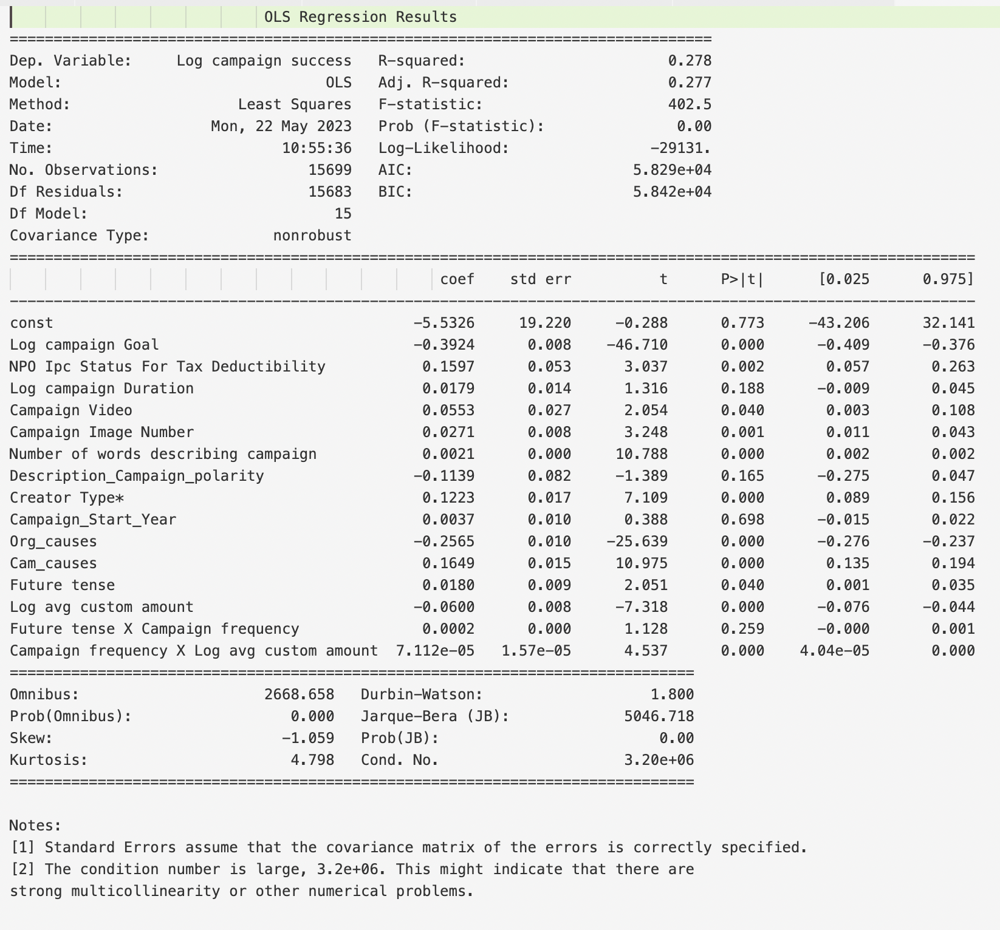 OLS Regression Results
==============================================================================
Dep. Variable: Log campaign success R-squared: 0.278
Model: OLS Adj. R-squared: 0.277
Method: Least Squares F-statistic: 402.5
Date: Mon, 22 May 2023 Prob (F-statistic): 0.00
Time: 10:55:36 Log-Likelihood: -29131.
No. Observations: 15699 AIC: 5.829e+04
Df Residuals: 15683 BIC: 5.842e+04
Df Model: 15
Covariance Type: nonrobust
==============================================================================
coef std err t P>|t| [0.025 0.975]
------------------------------------------------------------------------------
const -5.5326 19.220 -0.288 0.773 -43.206 32.141
Log campaign Goal -0.3924 0.008 -46.710 0.000 -0.409 -0.376
NPO Ipc Status For Tax Deductibility 0.1597 0.053 3.037 0.002 0.057 0.263
Log campaign Duration 0.0179 0.014 1.316 0.188 -0.009 0.045
Campaign Video 0.0553 0.027 2.054 0.040 0.003 0.108
Campaign Image Number 0.0271 0.008 3.248 0.001 0.011 0.043
Number of words describing campaign 0.0021 0.000 10.788 0.000 0.002 0.002
Description_Campaign_polarity -0.1139 0.082 -1.389 0.165 -0.275 0.047
Creator Type* 0.1223 0.017 7.109 0.000 0.089 0.156
Campaign_Start_Year 0.0037 0.010 0.388 0.698 -0.015 0.022
Org_causes -0.2565 0.010 -25.639 0.000 -0.276 -0.237
Cam_causes 0.1649 0.015 10.975 0.000 0.135 0.194
Future tense 0.0180 0.009 2.051 0.040 0.001 0.035
Log avg custom amount -0.0600 0.008 -7.318 0.000 -0.076 -0.044
Future tense X Campaign frequency 0.0002 0.000 1.128 0.259 -0.000 0.001
Campaign frequency X Log avg custom amount 7.112e-05 1.57e-05 4.537 0.000 4.04e-05 0.000
==============================================================================
Omnibus: 2668.658 Durbin-Watson: 1.800
Prob(Omnibus): 0.000 Jarque-Bera (JB): 5046.718
Skew: -1.059 Prob(JB): 0.00
Kurtosis: 4.798 Cond. No. 3.20e+06
==============================================================================
Notes:
[1] Standard Errors assume that the covariance matrix of the errors is correctly specified.
[2] The condition number is large, 3.2e+06. This might indicate that there are
strong multicollinearity or other numerical problems.